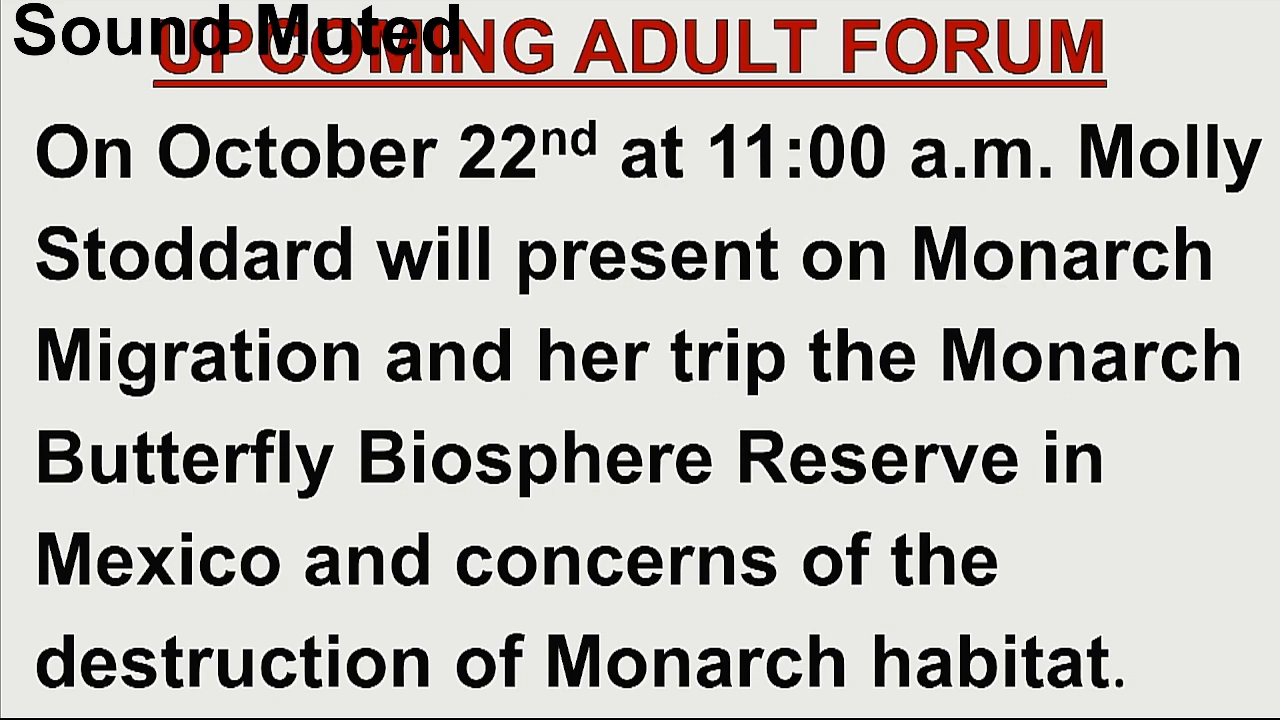 Sound Muted
UPCOMING ADULT FORUM
On October 22nd at 11:00 a.m. Molly
Stoddard will present on Monarch
Migration and her trip the Monarch
Butterfly Biosphere Reserve in
Mexico and concerns of the
destruction of Monarch habitat.